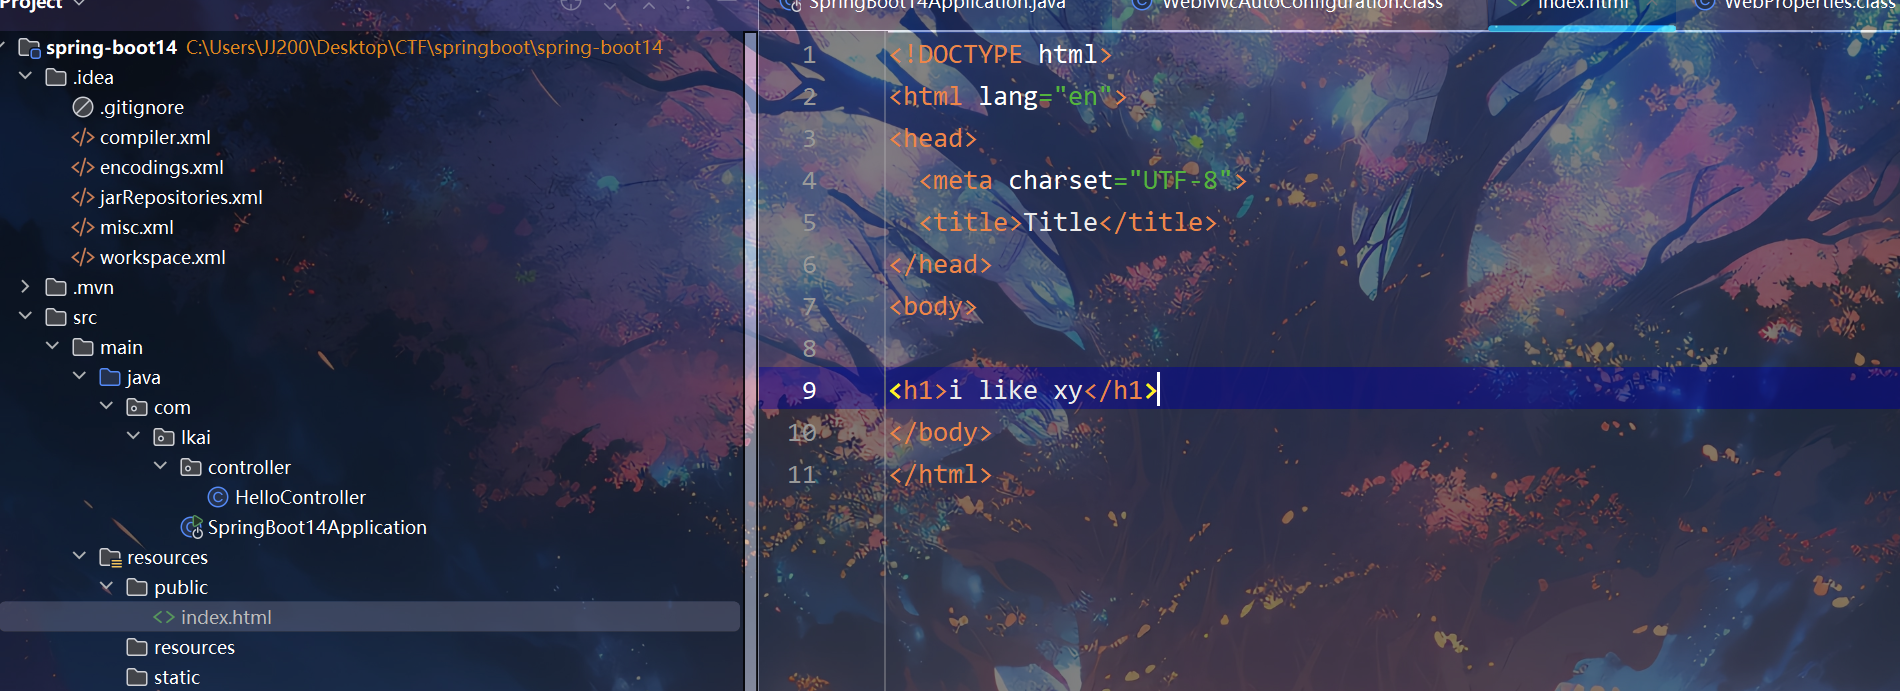 Project
spring-boot14 C:\Users\JJ200\Desktop\CTF\springboot\spring-boot14
.idea
.gitignore
compiler.xml
encodings.xml
jarRepositories.xml
misc.xml
workspace.xml
.mvn
src
main
java
com
lkai
controller
HelloController
SpringBoot14Application
resources
public
index.html
resources
static
SpringBoot14Application.java WebMvcAutoConfiguration.class index.html WebProperties.class
1 <!DOCTYPE html>
2 <html lang="en">
3 <head>
4 <meta charset="UTF-8">
5 <title>Title</title>
6 </head>
7 <body>
8
9 <h1>i like xy</h1>
10 </body>
11 </html>